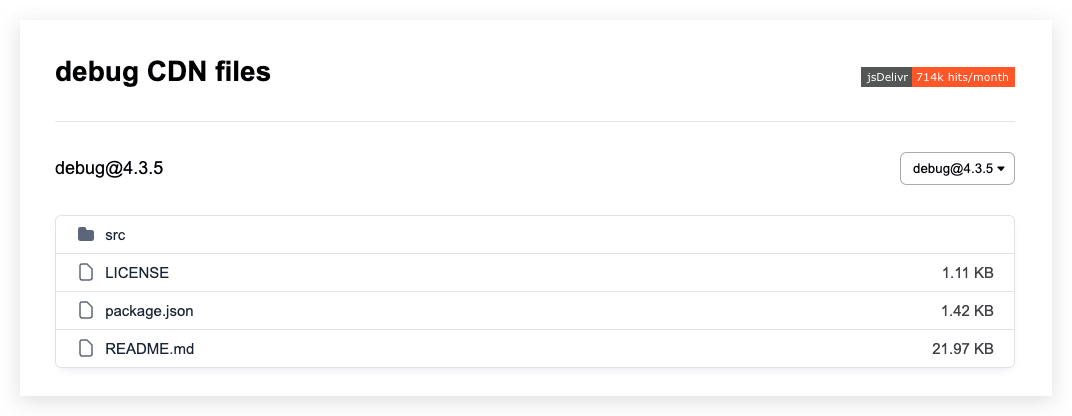 debug CDN files
jsDelivr 714k hits/month
debug@4.3.5
debug@4.3.5
src
LICENSE 1.11 KB
package.json 1.42 KB
README.md 21.97 KB